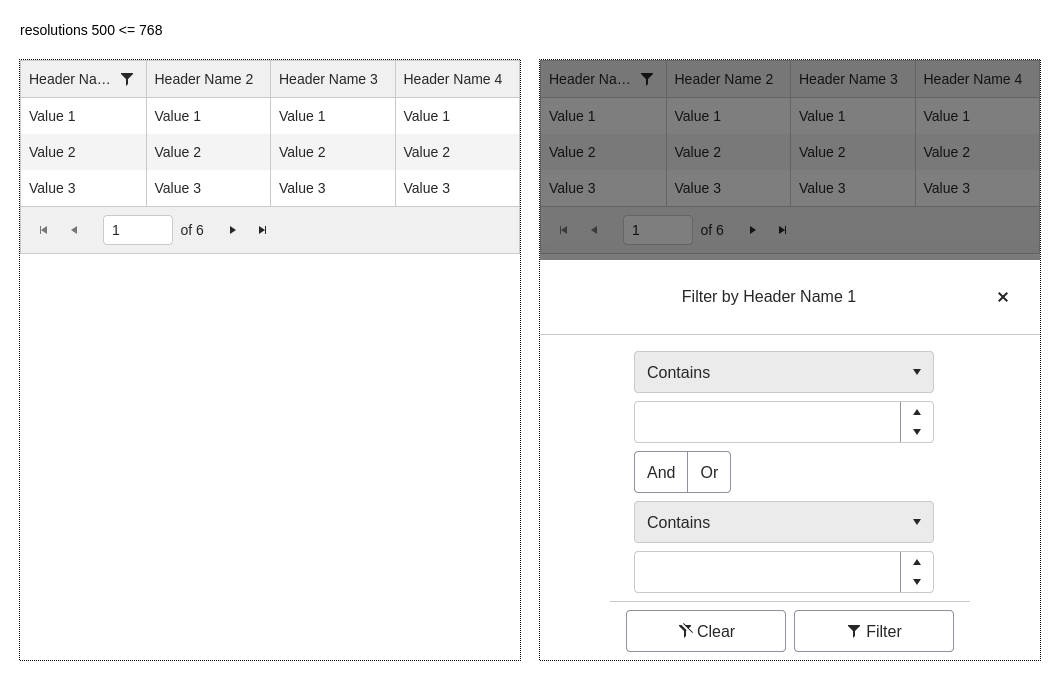 resolutions 500 <= 768
Header Na... Header Name 2 Header Name 3 Header Name 4
Value 1 Value 1 Value 1 Value 1
Value 2 Value 2 Value 2 Value 2
Value 3 Value 3 Value 3 Value 3
1 of 6
Header Na... Header Name 2 Header Name 3 Header Name 4
Value 1 Value 1 Value 1 Value 1
Value 2 Value 2 Value 2 Value 2
Value 3 Value 3 Value 3 Value 3
1 of 6
Filter by Header Name 1
Contains
And Or
Contains
Clear Filter